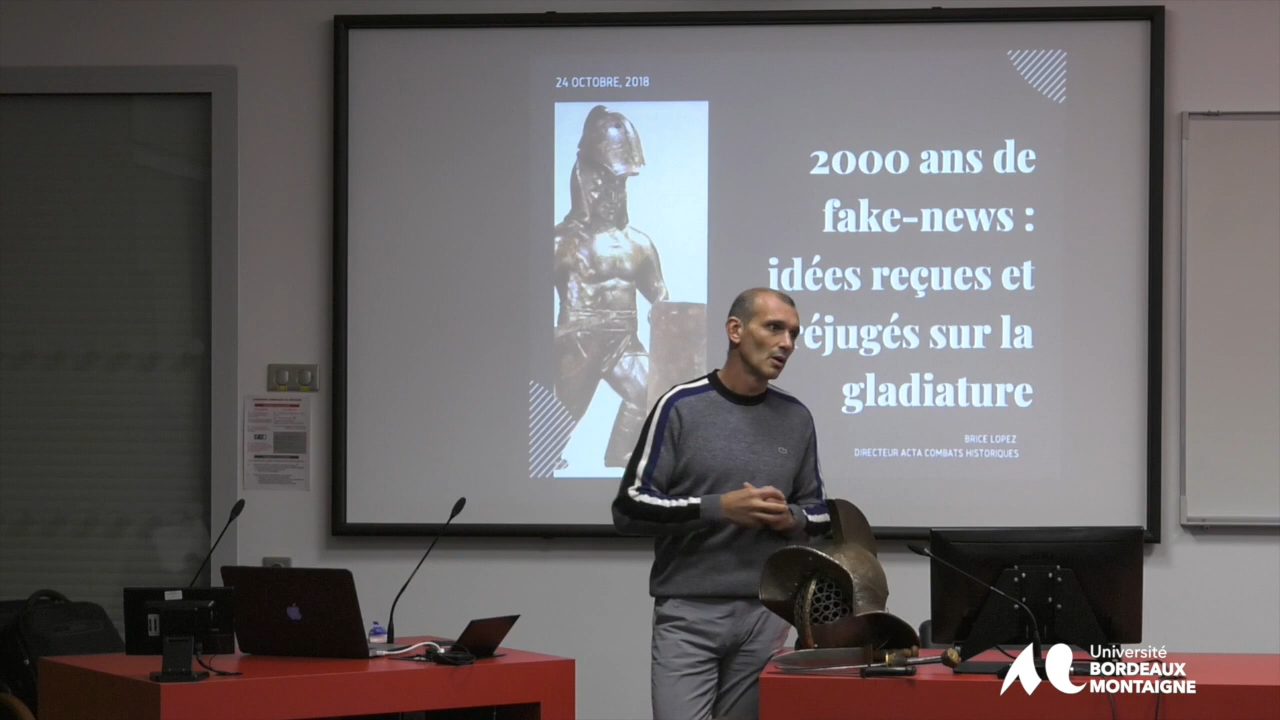 24 OCTOBRE, 2018
2000 ans de
fake-news :
idées reçues et
réjugés sur la
gladiature
BRICE LOPEZ
DIRECTEUR ACTA COMBATS HISTORIQUES
Université
BORDEAUX
MONTAIGNE